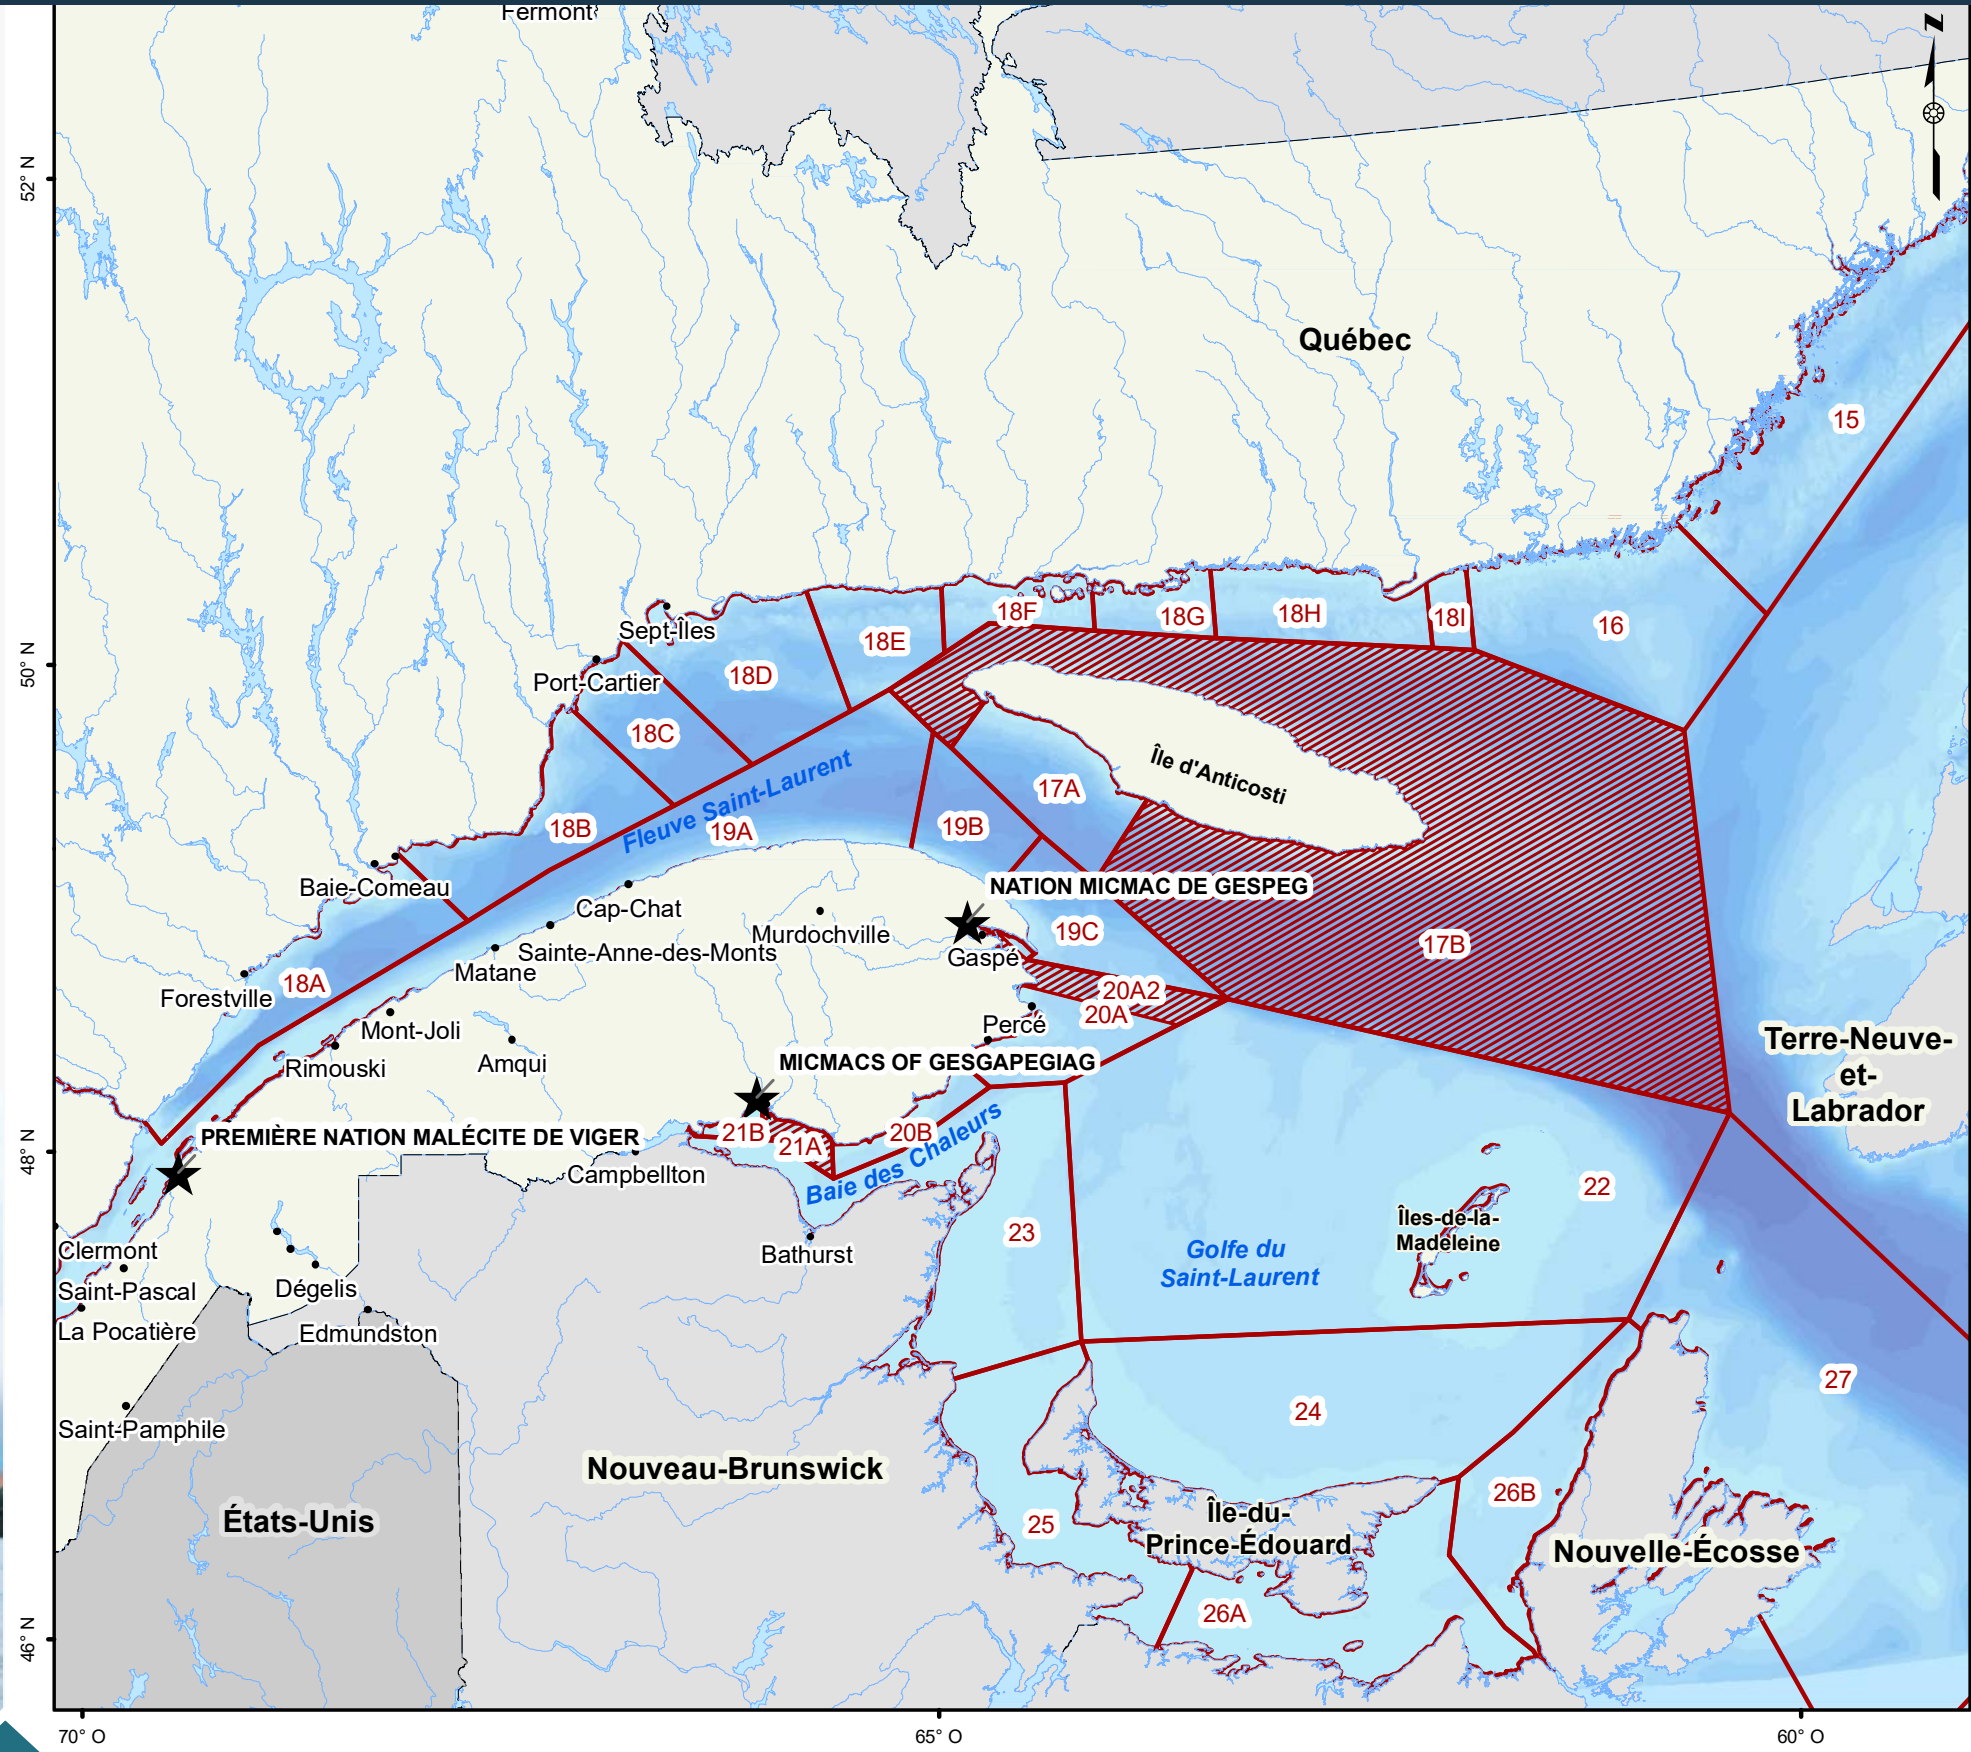 Fermont
N
52° N
Québec
15
18F
18G
18H
18I
16
Sept-Îles
18E
50° N
18D
Port-Cartier
18C
Île d'Anticosti
17A
Fleuve Saint-Laurent
18B
19A
19B
Baie-Comeau
NATION MICMAC DE GESPEG
Cap-Chat
Murdochville
19C
17B
Sainte-Anne-des-Monts
Gaspé
Matane
18A
20A2
Forestville
20A
Percé
Mont-Joli
Terre-Neuve-
et-
Labrador
Rimouski
Amqui
MICMACS OF GESGAPEGIAG
48° N
PREMIÈRE NATION MALÉCITE DE VIGER
21B
21A
20B
Baie des Chaleurs
Campbellton
22
Îles-de-la-
Madeleine
23
Golfe du
Saint-Laurent
Clermont
Bathurst
Saint-Pascal
Dégelis
La Pocatière
Edmundston
27
24
Saint-Pamphile
Nouveau-Brunswick
26B
États-Unis
25
Île-du-
Prince-Édouard
Nouvelle-Écosse
26A
46° N
70° O
65° O
60° O